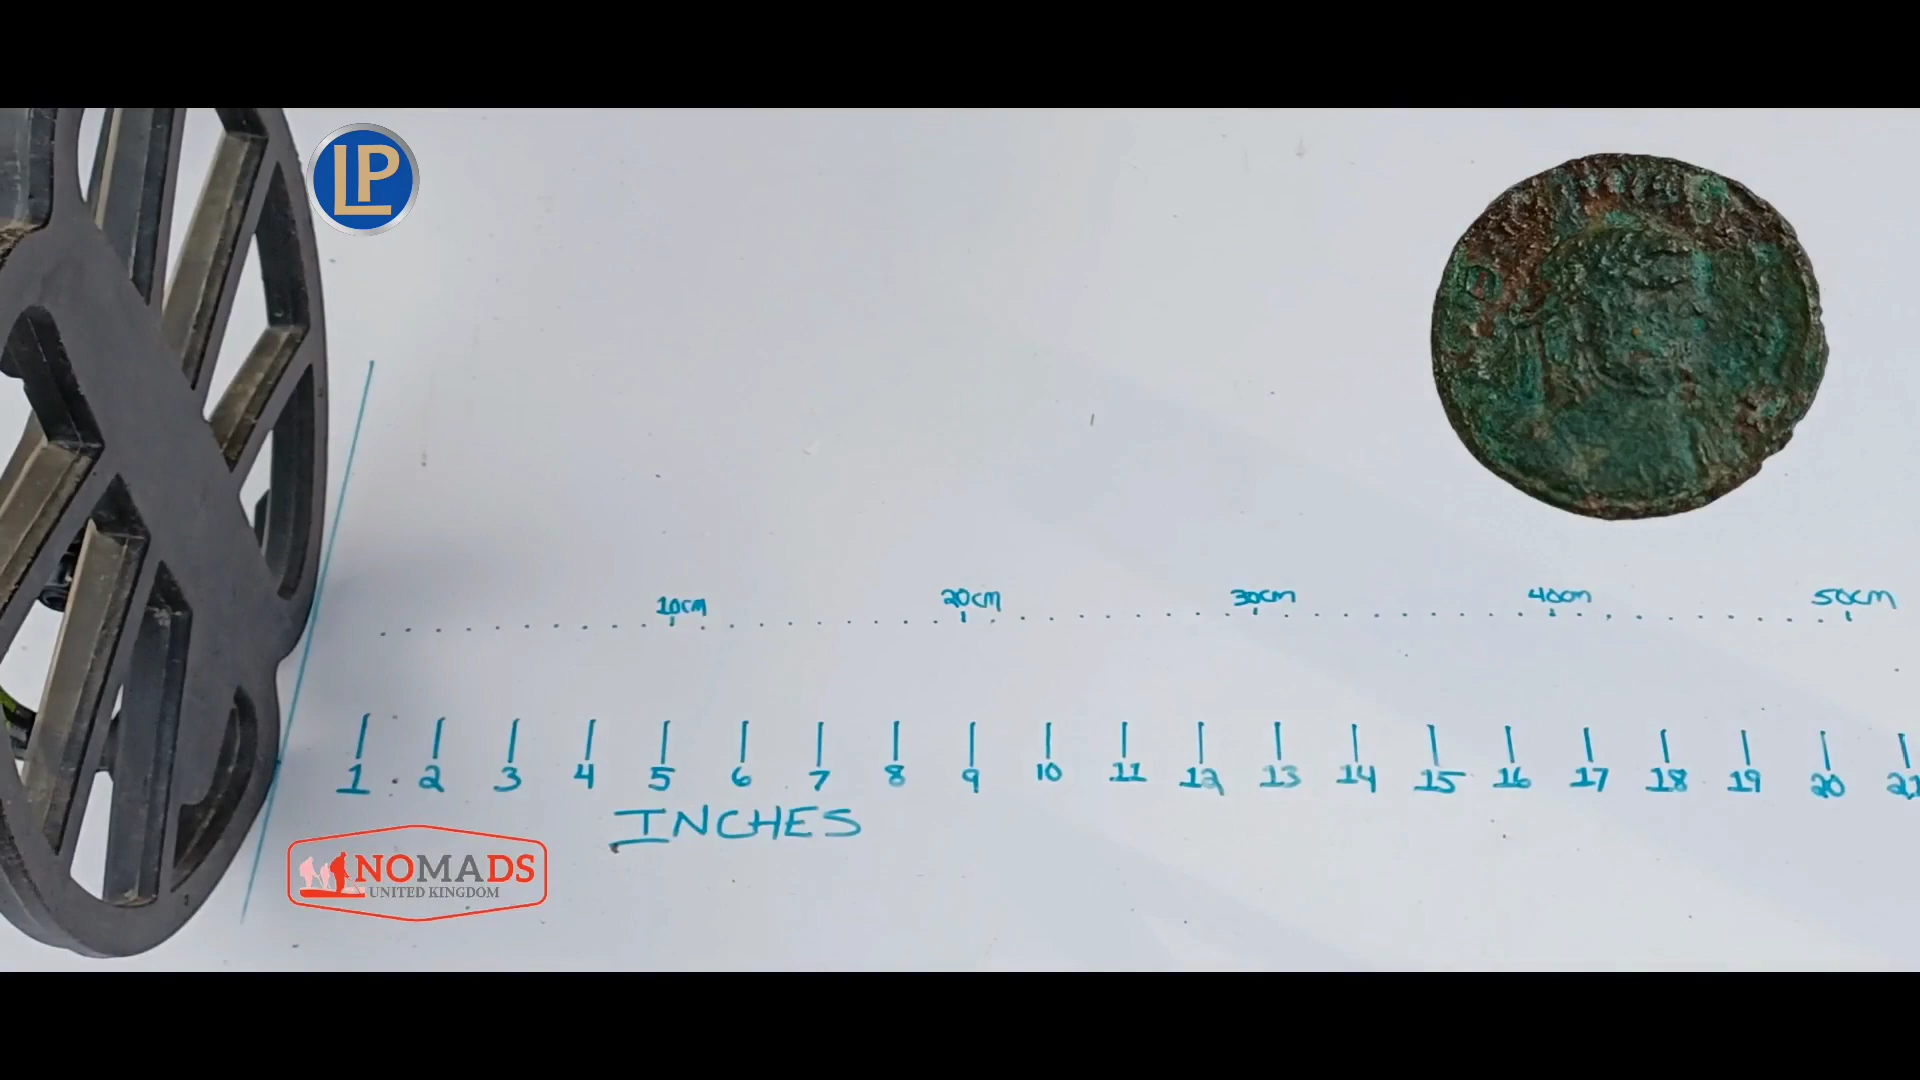 LP
10cm 20cm 30cm 40cm 50cm
1 2 3 4 5 6 7 8 9 10 11 12 13 14 15 16 17 18 19 20 21
INCHES
NOMADS
UNITED KINGDOM